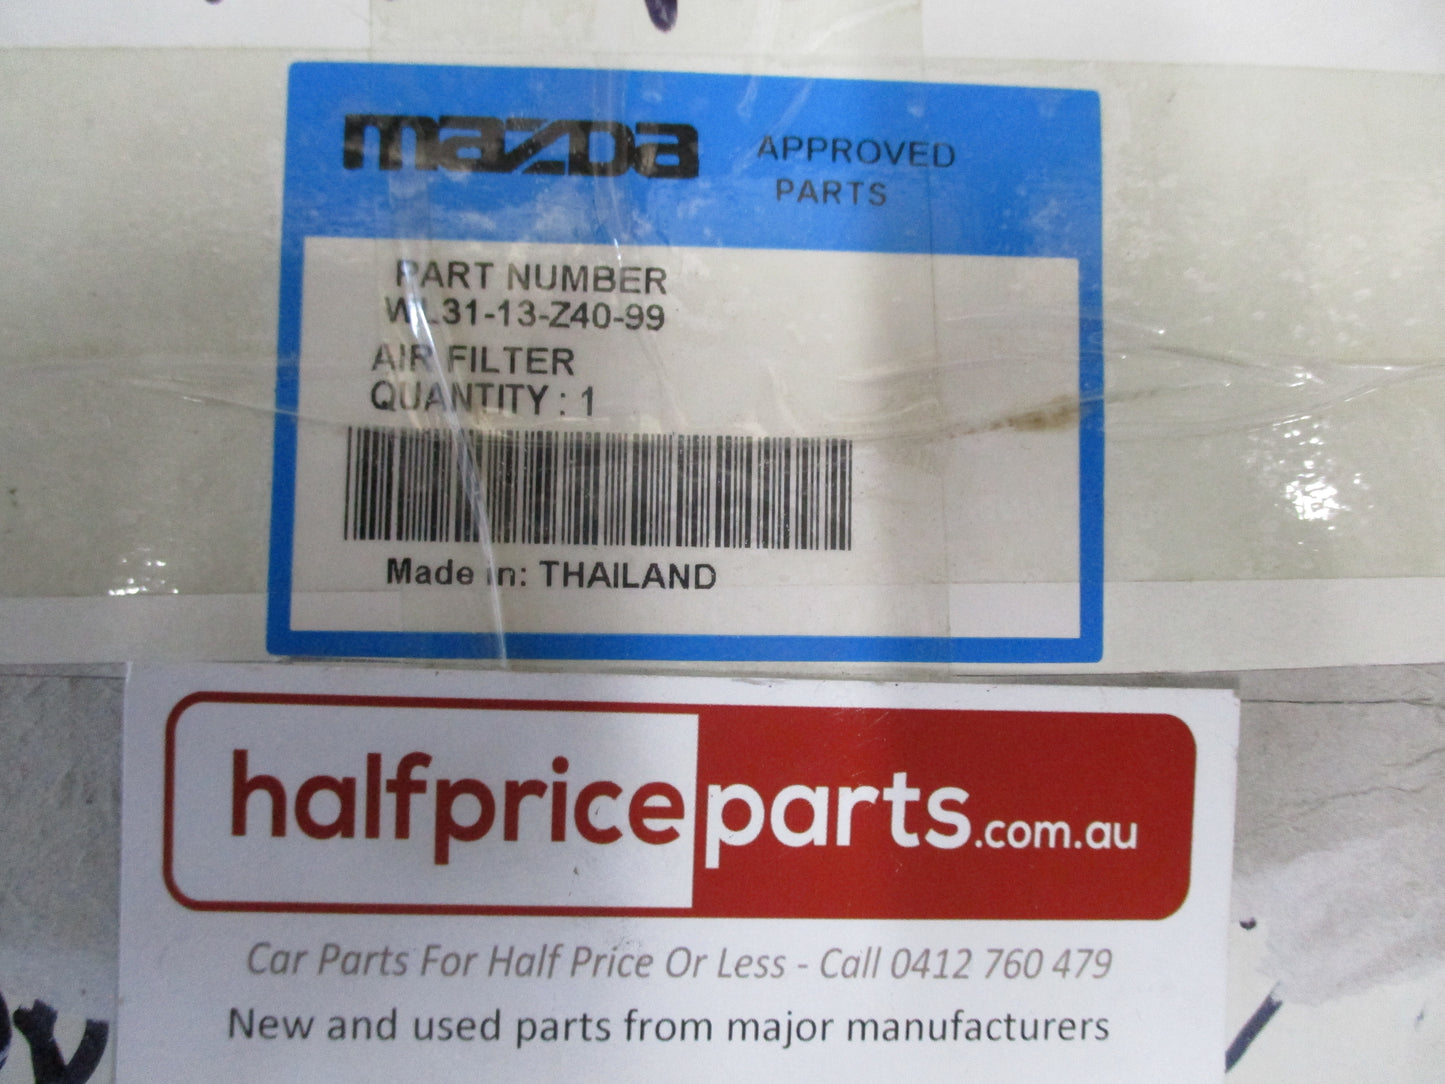 mazda
APPROVED
PARTS
PART NUMBER
WL31-13-Z40-99
AIR FILTER
QUANTITY : 1
Made in: THAILAND
halfpriceparts.com.au
Car Parts For Half Price Or Less - Call 0412 760 479
New and used parts from major manufacturers